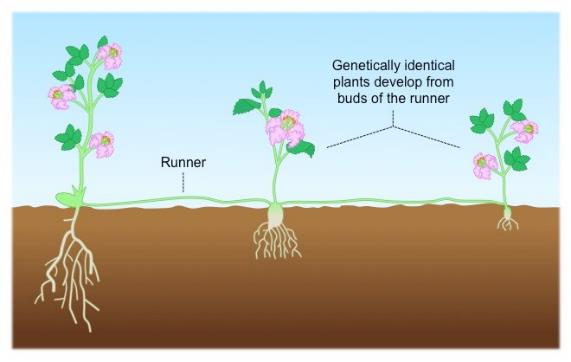 Genetically identical
plants develop from
buds of the runner
Runner